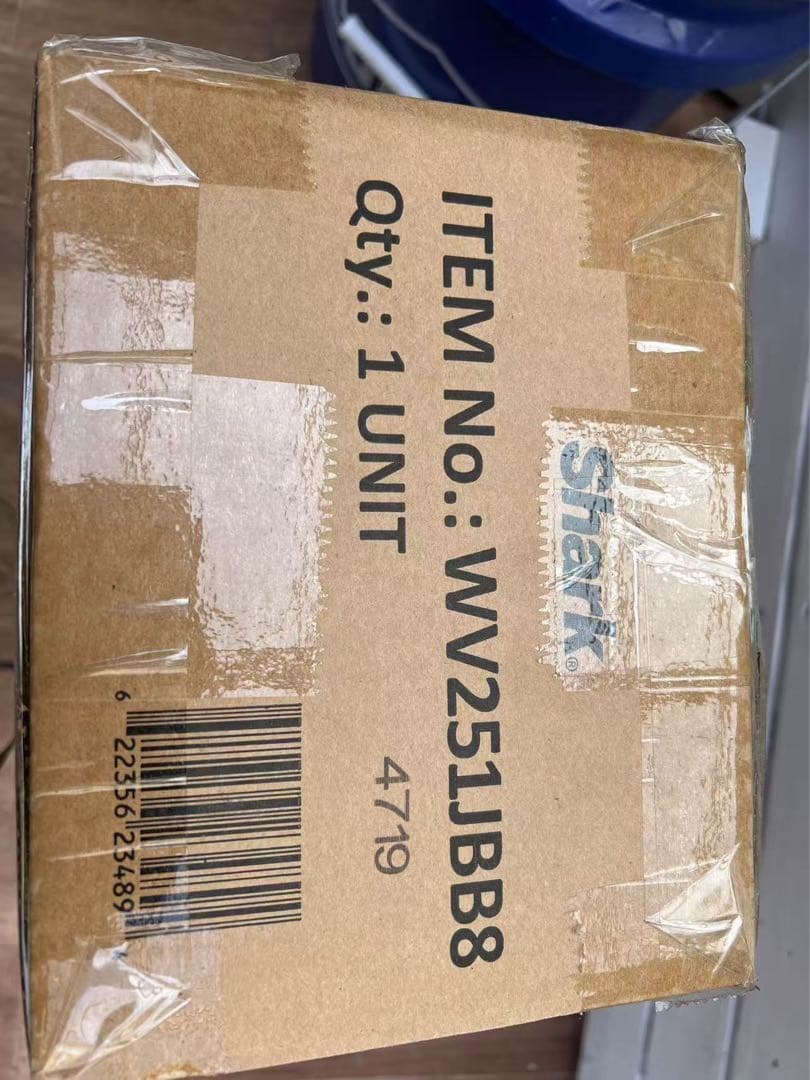 Shark®
ITEM No.: WV251JBB8
Qty.: 1 UNIT
4719
6 22356 23489